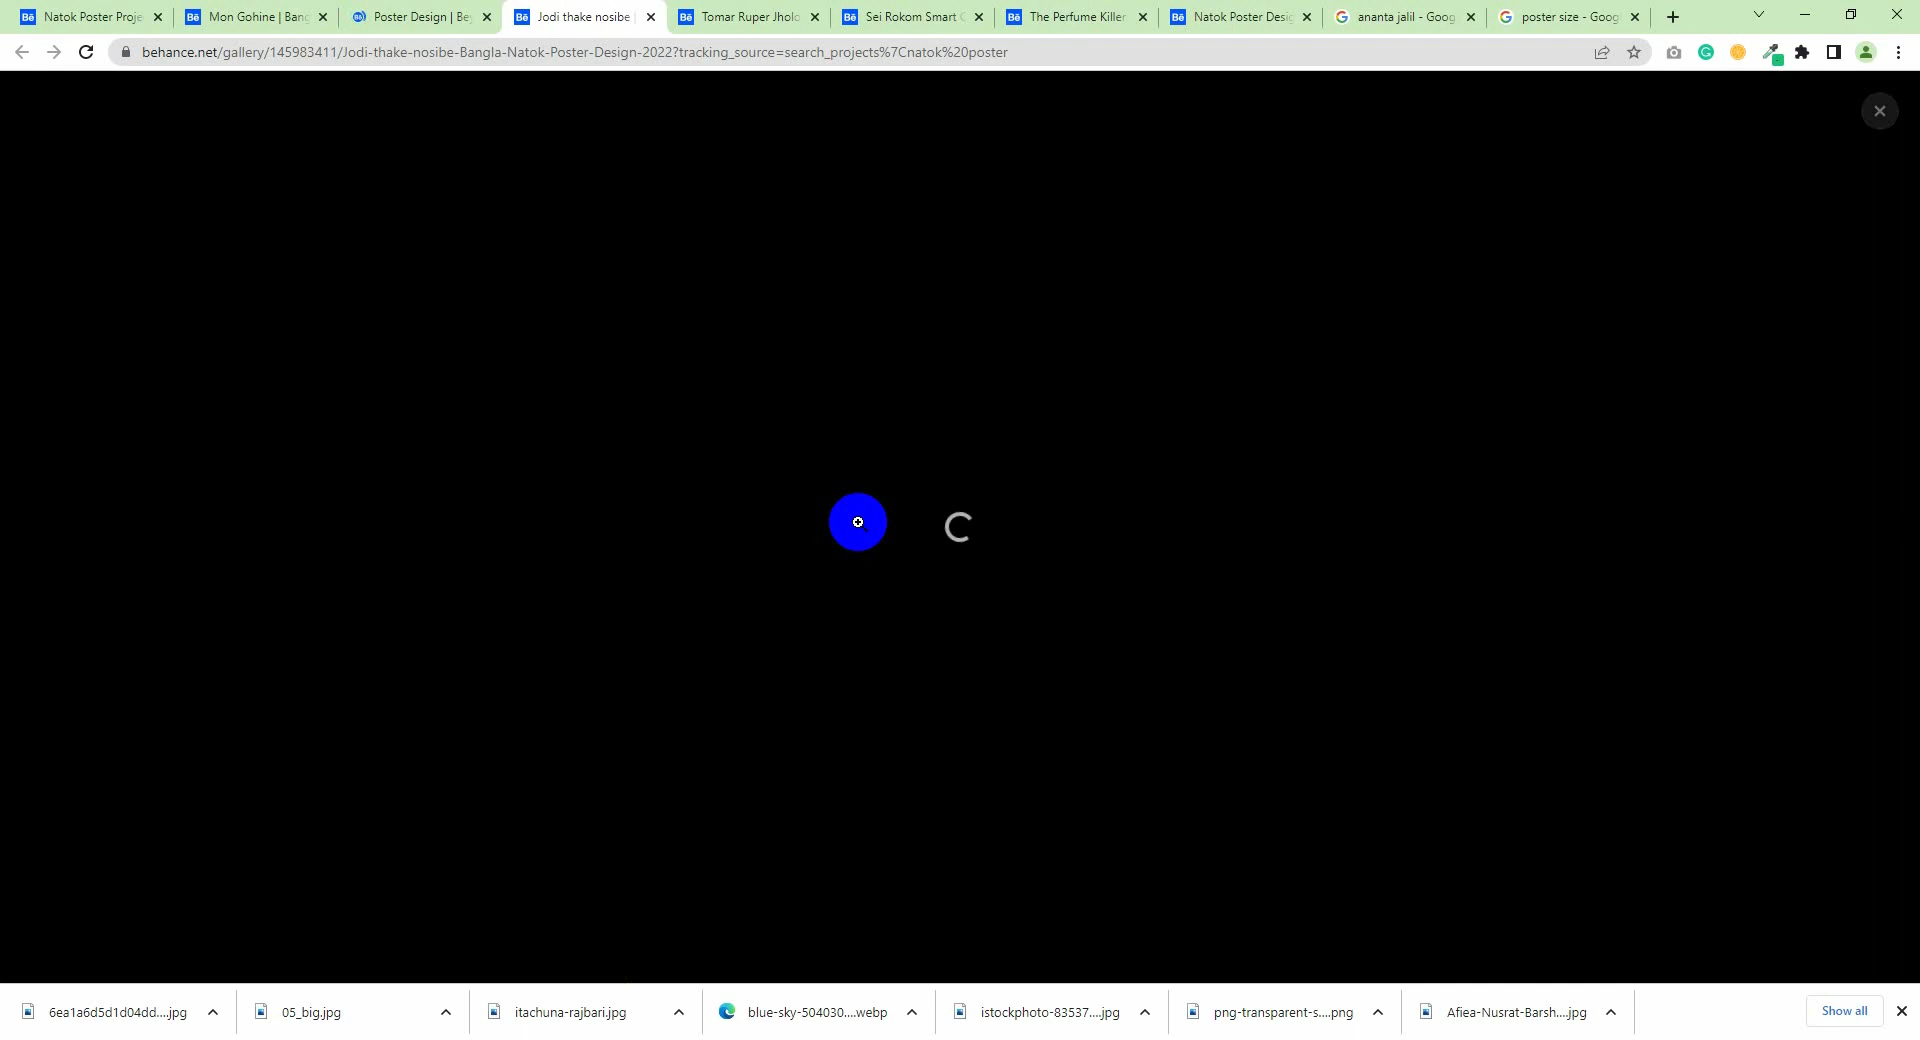 Natok Poster Proje
Mon Gohine | Bang
Poster Design | Be
Jodi thake nosibe |
Tomar Ruper Jholo
Sei Rokom Smart
The Perfume Killer
Natok Poster Desig
ananta jalil - Goog
poster size - Goog
behance.net/gallery/145983411/Jodi-thake-nosibe-Bangla-Natok-Poster-Design-2022?tracking_source=search_projects%7Cnatok%20poster
6ea1a6d5d1d04dd....jpg
05_big.jpg
itachuna-rajbari.jpg
blue-sky-504030....webp
istockphoto-83537....jpg
png-transparent-s....png
Afiea-Nusrat-Barsh....jpg
Show all